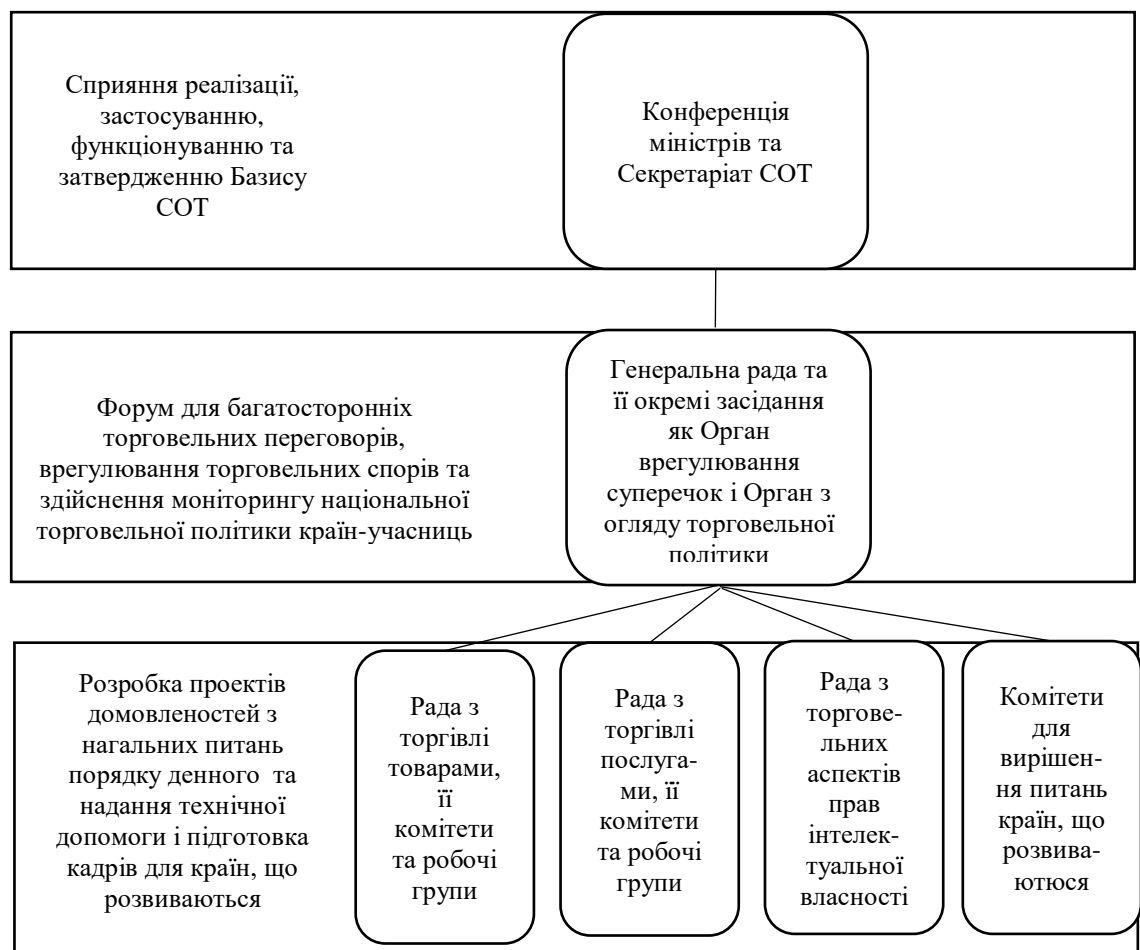 Сприяння реалізації,
застосуванню,
функціонуванню та
затвердженню Базису
СОТ
Конференція
міністрів та
Секретаріат СОТ
Форум для багатосторонніх
торговельних переговорів,
врегулювання торговельних спорів та
здійснення моніторингу національної
торговельної політики країн-учасниць
Генеральна рада та
її окремі засідання
як Орган
врегулювання
суперечок і Орган з
огляду торговельної
політики
Розробка проектів
домовленостей з
нагальних питань
порядку денного та
надання технічної
допомоги і підготовка
кадрів для країн, що
розвиваються
Рада з
торгівлі
товарами,
її
комітети
та робочі
групи
Рада з
торгівлі
послуга-
ми, її
комітети
та робочі
групи
Рада з
торгове-
льних
аспектів
прав
інтелек-
туальної
власності
Комітети
для
вирішен-
ня питань
країн, що
розвива-
ютюся